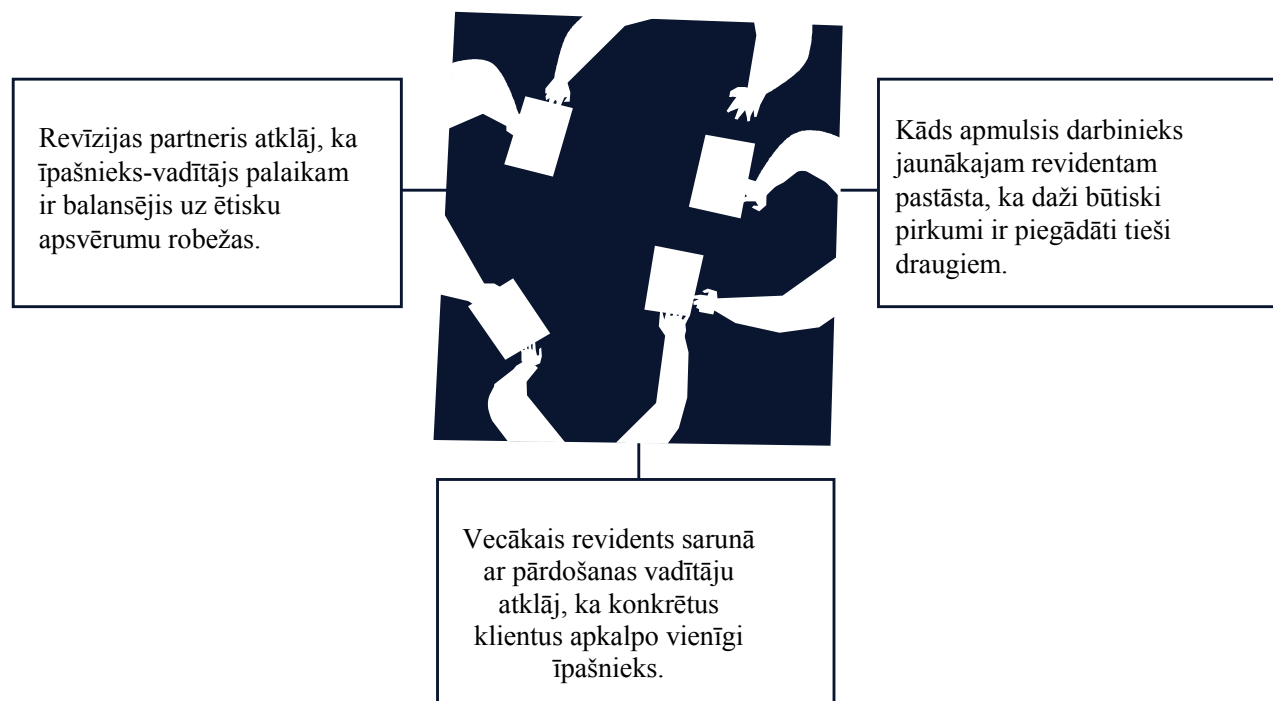 Revīzijas partneris atklāj, ka
īpašnieks-vadītājs palaikam
ir balansējis uz ētisku
apsvērumu robežas.
Kāds apmulsis darbinieks
jaunākajam revidentam
pastāsta, ka daži būtiski
pirkumi ir piegādāti tieši
draugiem.
Vecākais revidents sarunā
ar pārdošanas vadītāju
atklāj, ka konkrētus
klientus apkalpo vienīgi
īpašnieks.